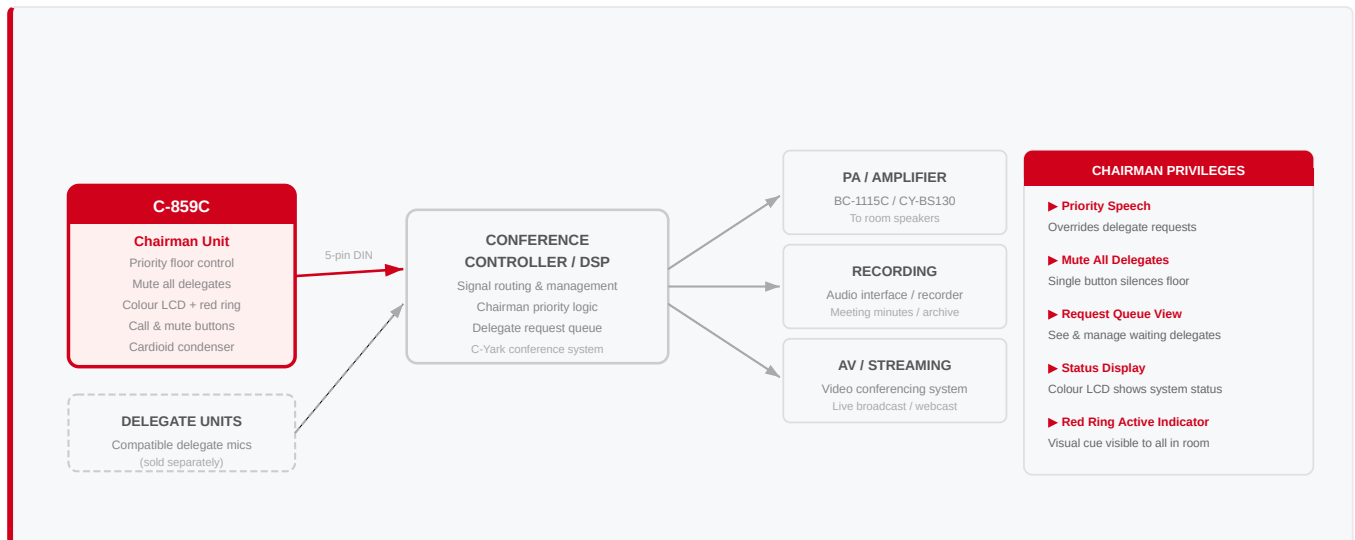 C-859C
Chairman Unit
Priority floor control
Mute all delegates
Colour LCD + red ring
Call & mute buttons
Cardioid condenser
DELEGATE UNITS
Compatible delegate mics
(sold separately)
5-pin DIN
CONFERENCE
CONTROLLER / DSP
Signal routing & management
Chairman priority logic
Delegate request queue
C-Yark conference system
PA / AMPLIFIER
BC-1115C / CY-BS130
To room speakers
RECORDING
Audio interface / recorder
Meeting minutes / archive
AV / STREAMING
Video conferencing system
Live broadcast / webcast
CHAIRMAN PRIVILEGES
▶ Priority Speech
Overrides delegate requests
▶ Mute All Delegates
Single button silences floor
▶ Request Queue View
See & manage waiting delegates
▶ Status Display
Colour LCD shows system status
▶ Red Ring Active Indicator
Visual cue visible to all in room